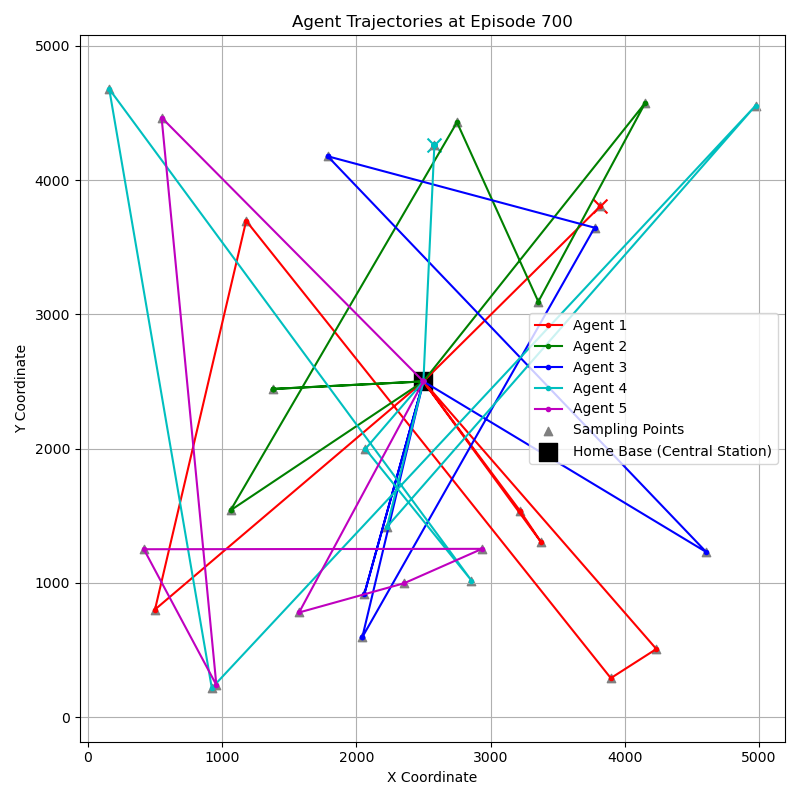 Agent Trajectories at Episode 700
5000
4000
3000
2000
1000
0
Y Coordinate
Agent 1
Agent 2
Agent 3
Agent 4
Agent 5
Sampling Points
Home Base (Central Station)
0 1000 2000 3000 4000 5000
X Coordinate